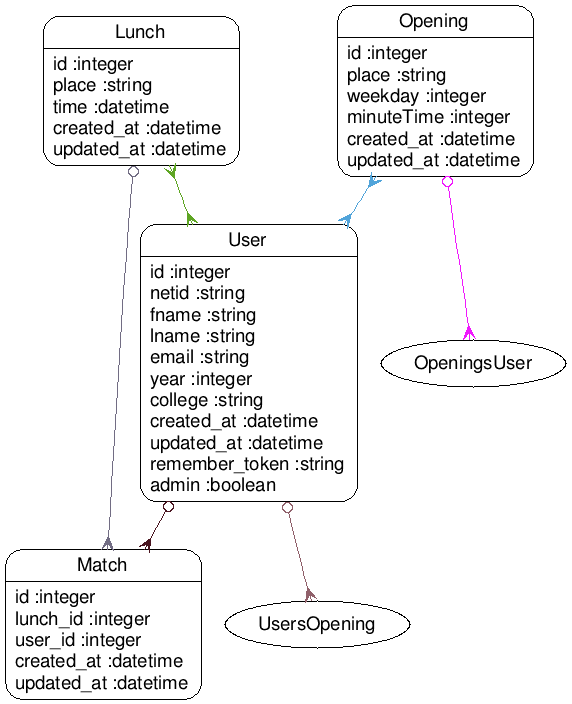 Lunch
id :integer
place :string
time :datetime
created_at :datetime
updated_at :datetime
Opening
id :integer
place :string
weekday :integer
minuteTime :integer
created_at :datetime
updated_at :datetime
User
id :integer
netid :string
fname :string
lname :string
email :string
year :integer
college :string
created_at :datetime
updated_at :datetime
remember_token :string
admin :boolean
OpeningsUser
Match
id :integer
lunch_id :integer
user_id :integer
created_at :datetime
updated_at :datetime
UsersOpening